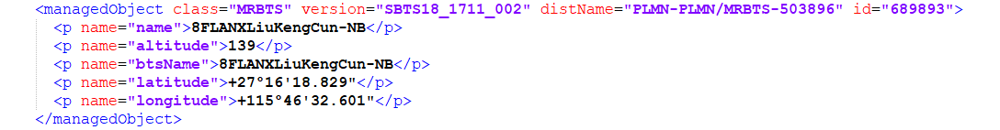 <managedObject class="MRBTS" version="SBTS18_1711_002" distName="PLMN-PLMN/MRBTS-503896" id="689893">
<p name="name">8FLANXLiuKengCun-NB</p>
<p name="altitude">139</p>
<p name="btsName">8FLANXLiuKengCun-NB</p>
<p name="latitude">+27°16'18.829"</p>
<p name="longitude">+115°46'32.601"</p>
</managedObject>